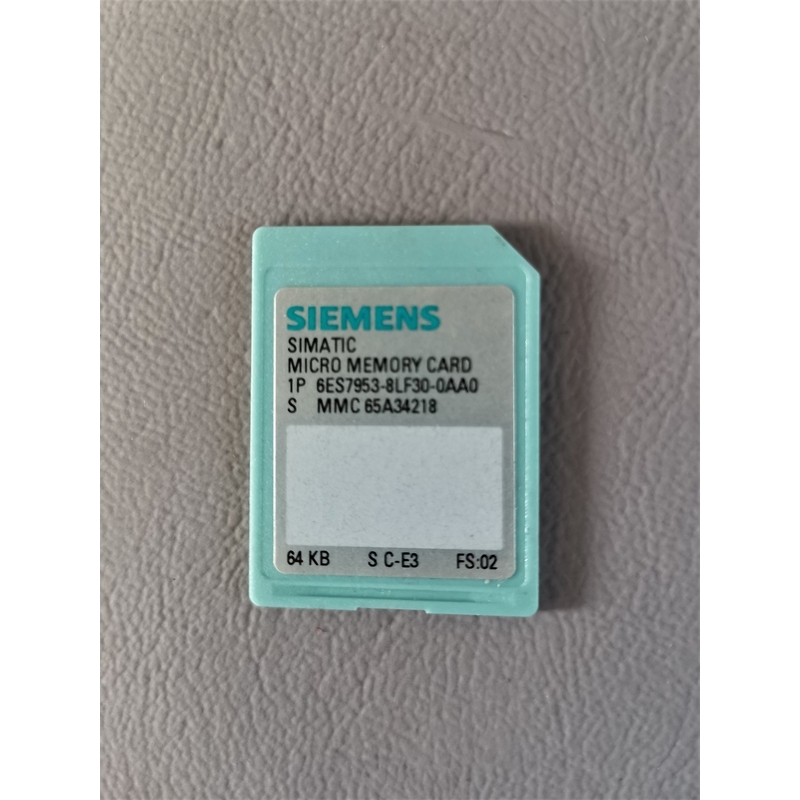 SIEMENS
SIMATIC
MICRO MEMORY CARD
1P 6ES7953-8LF30-0AA0
S MMC 65A34218
64 KB S C-E3 FS:02